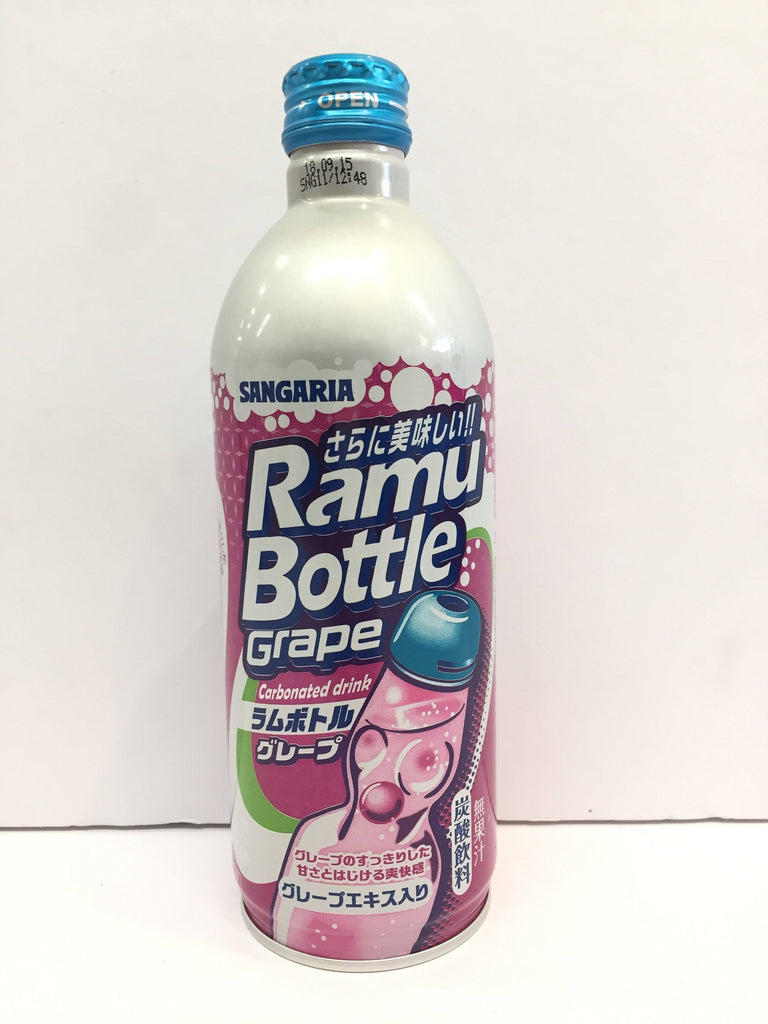 OPEN
18.09.15
SNG11/12:48
SANGARIA
さらに美味しい!!
Ramu
Bottle
Grape
Carbonated drink
ラムボトル
グレープ
無果汁
炭酸飲料
グレープのすっきりした
甘さとはじける爽快感
グレープエキス入り